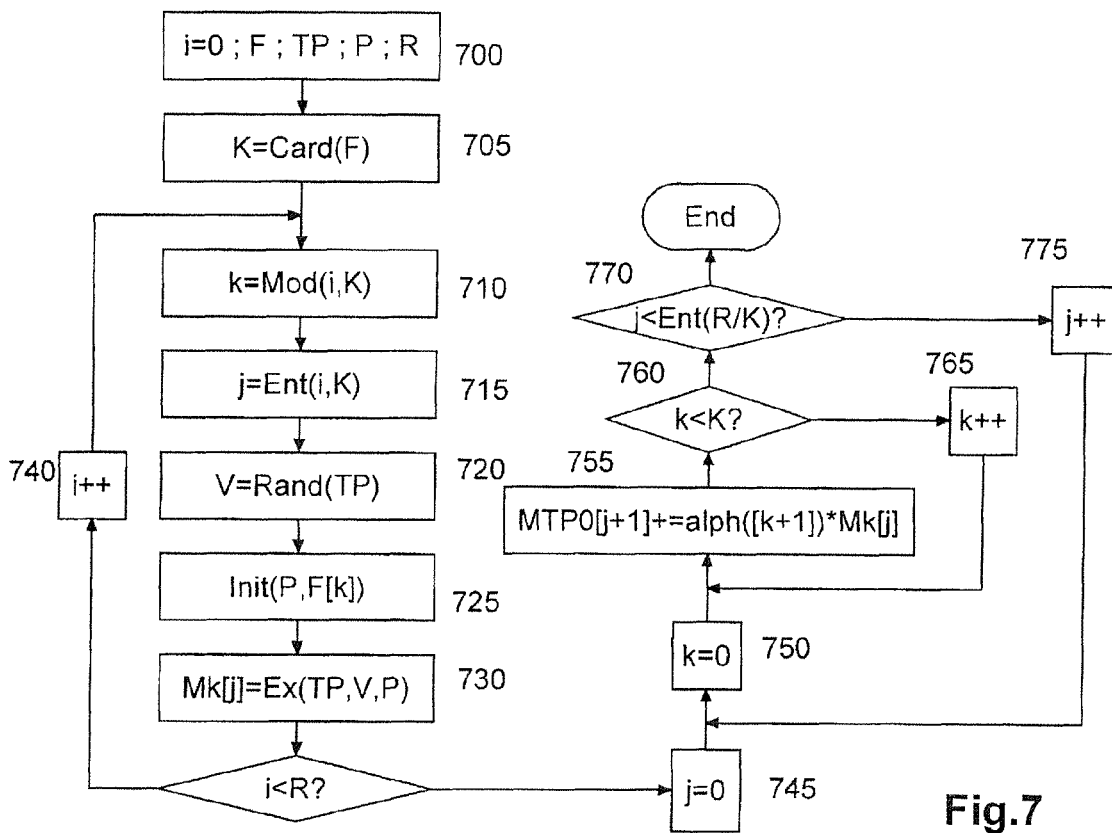 i=0 ; F ; TP ; P ; R
700
K=Card(F)
705
k=Mod(i,K)
710
j=Ent(i,K)
715
V=Rand(TP)
720
Init(P,F[k])
725
Mk[j]=Ex(TP,V,P)
730
i<R?
740
i++
j=0
745
k=0
750
MTP0[j+1]+=alph([k+1])*Mk[j]
755
k<K?
760
k++
765
j<Ent(R/K)?
770
j++
775
End
Fig.7